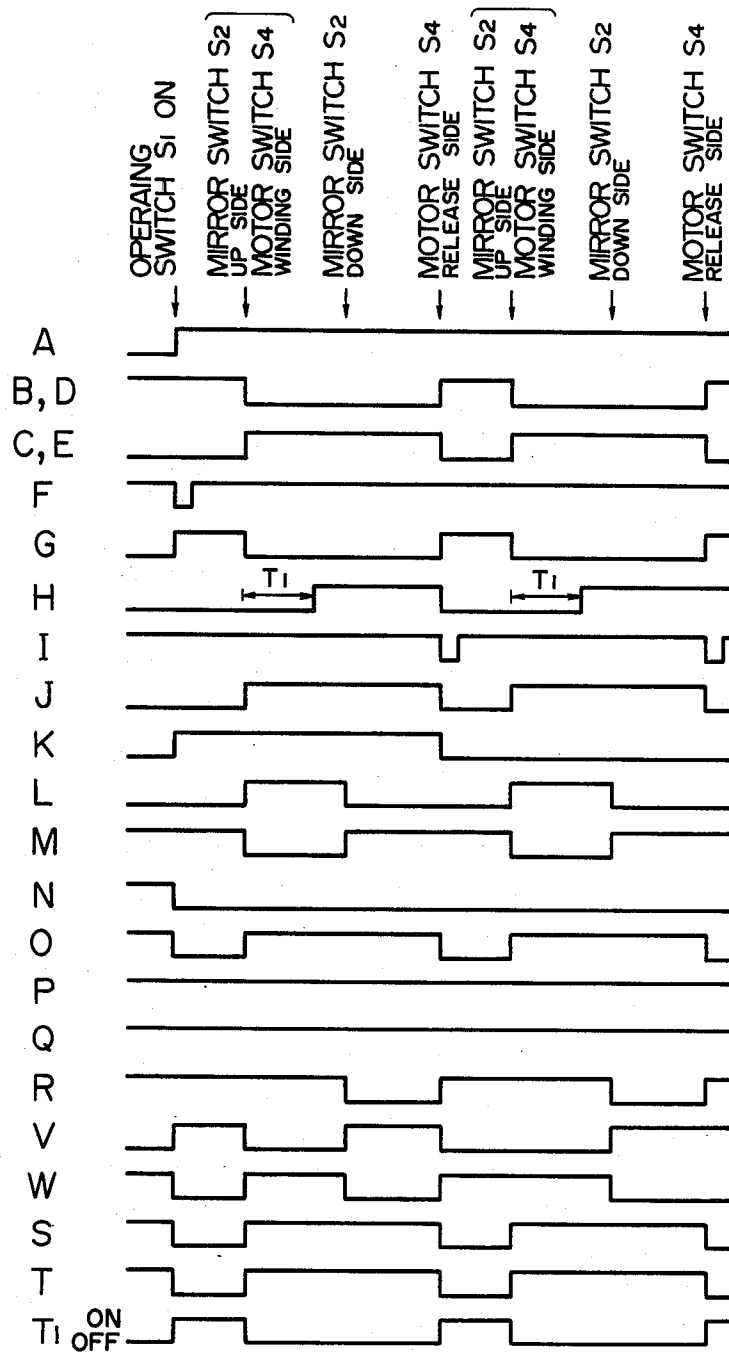 OPERAING
SWITCH S1 ON
MIRROR SWITCH S2
UP SIDE
MOTOR SWITCH S4
WINDING SIDE
MIRROR SWITCH S2
DOWN SIDE
MOTOR SWITCH S4
RELEASE SIDE
MIRROR SWITCH S2
UP SIDE
MOTOR SWITCH S4
WINDING SIDE
MIRROR SWITCH S2
DOWN SIDE
MOTOR SWITCH S4
RELEASE SIDE
A
B, D
C, E
F
G
H T1 T1
I
J
K
L
M
N
O
P
Q
R
V
W
S
T
T1 ON
OFF